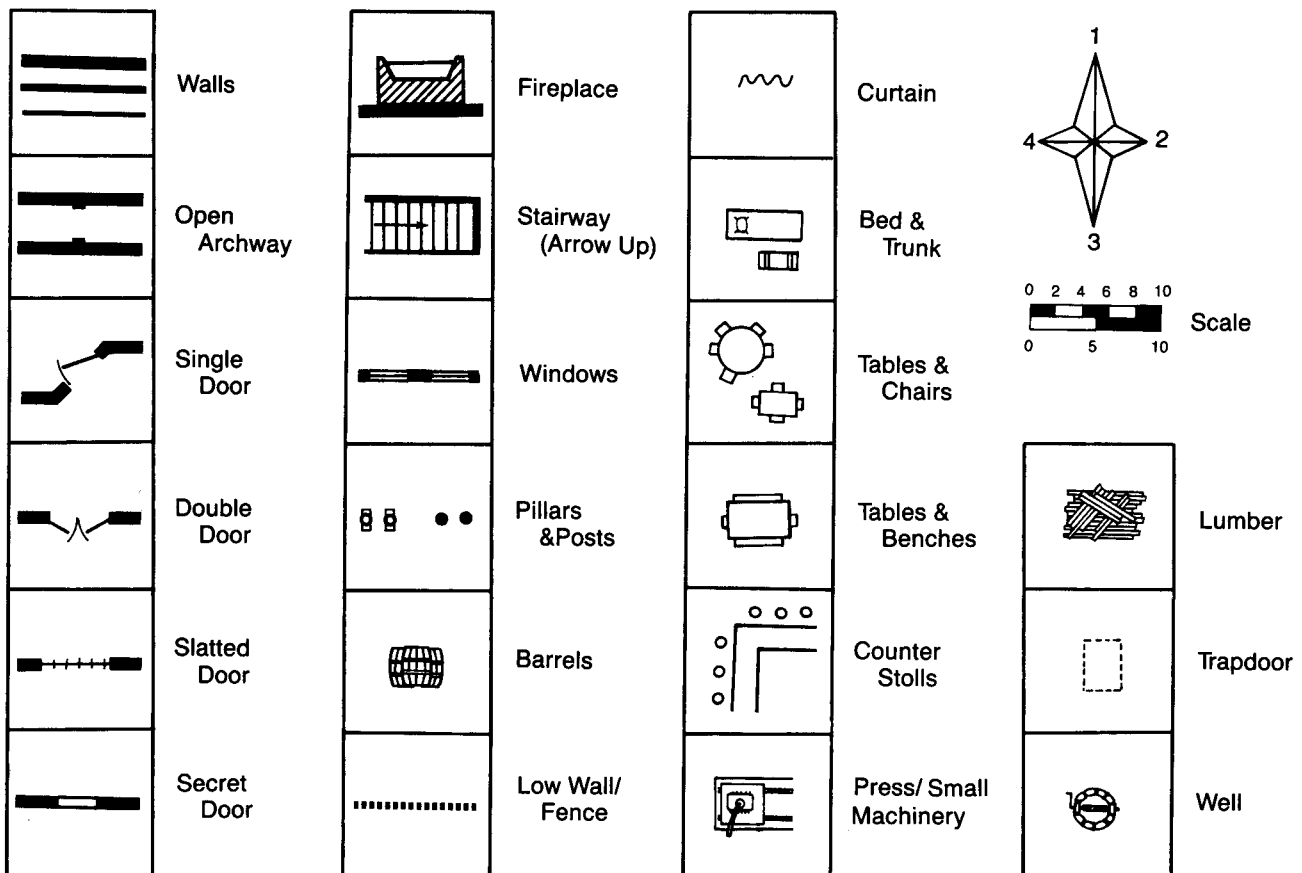 Walls
Open
Archway
Single
Door
Double
Door
Slatted
Door
Secret
Door
Fireplace
Stairway
(Arrow Up)
Windows
Pillars
&Posts
Barrels
Low Wall/
Fence
Curtain
Bed &
Trunk
Tables &
Chairs
Tables &
Benches
Counter
Stolls
Press/ Small
Machinery
1
4 2
3
0 2 4 6 8 10
Scale
0 5 10
Lumber
Trapdoor
Well